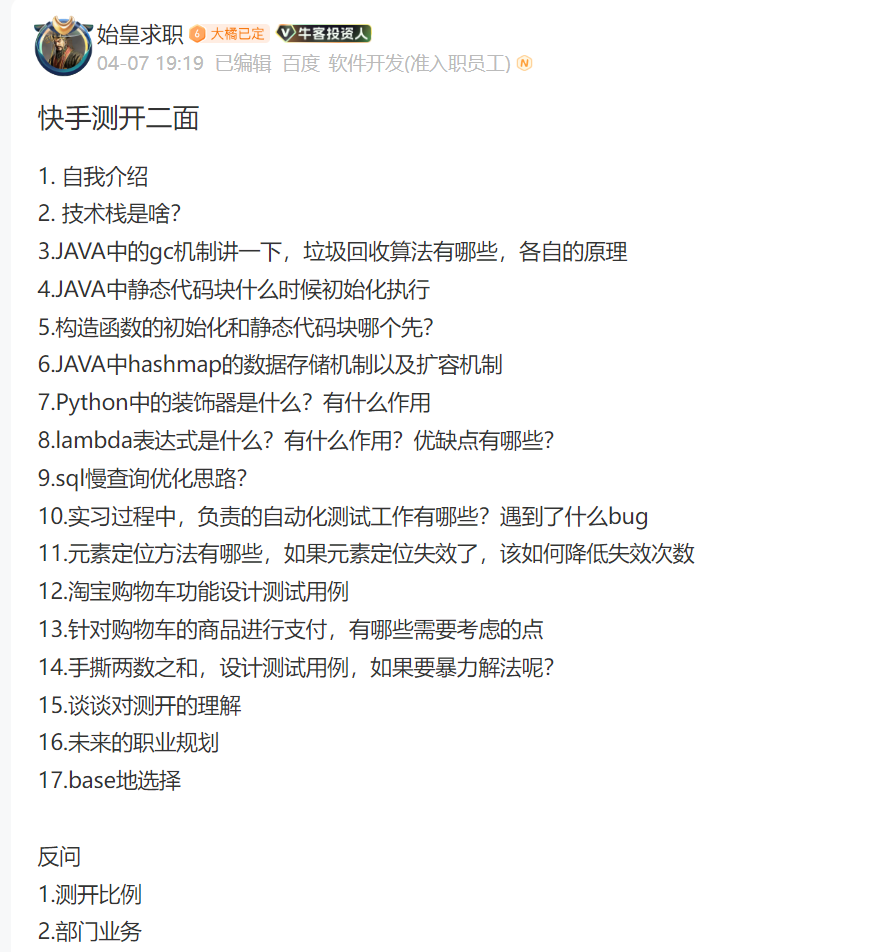 始皇求职 6 大橘已定 V 牛客投资人
04-07 19:19 已编辑 百度 软件开发(准入职员工) N
快手测开二面
1. 自我介绍
2. 技术栈是啥？
3.JAVA中的gc机制讲一下，垃圾回收算法有哪些，各自的原理
4.JAVA中静态代码块什么时候初始化执行
5.构造函数的初始化和静态代码块哪个先？
6.JAVA中hashmap的数据存储机制以及扩容机制
7.Python中的装饰器是什么？有什么作用
8.lambda表达式是什么？有什么作用？优缺点有哪些？
9.sql慢查询优化思路？
10.实习过程中，负责的自动化测试工作有哪些？遇到了什么bug
11.元素定位方法有哪些，如果元素定位失效了，该如何降低失效次数
12.淘宝购物车功能设计测试用例
13.针对购物车的商品进行支付，有哪些需要考虑的点
14.手撕两数之和，设计测试用例，如果要暴力解法呢？
15.谈谈对测开的理解
16.未来的职业规划
17.base地选择
反问
1.测开比例
2.部门业务